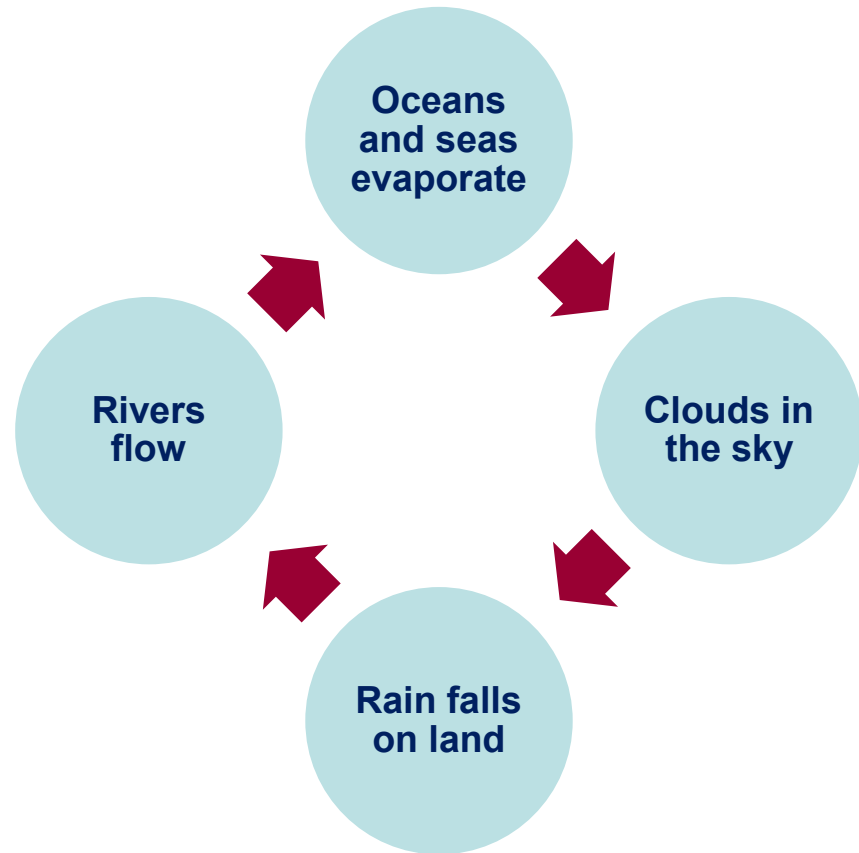 Oceans
and seas
evaporate
Clouds in
the sky
Rain falls
on land
Rivers
flow